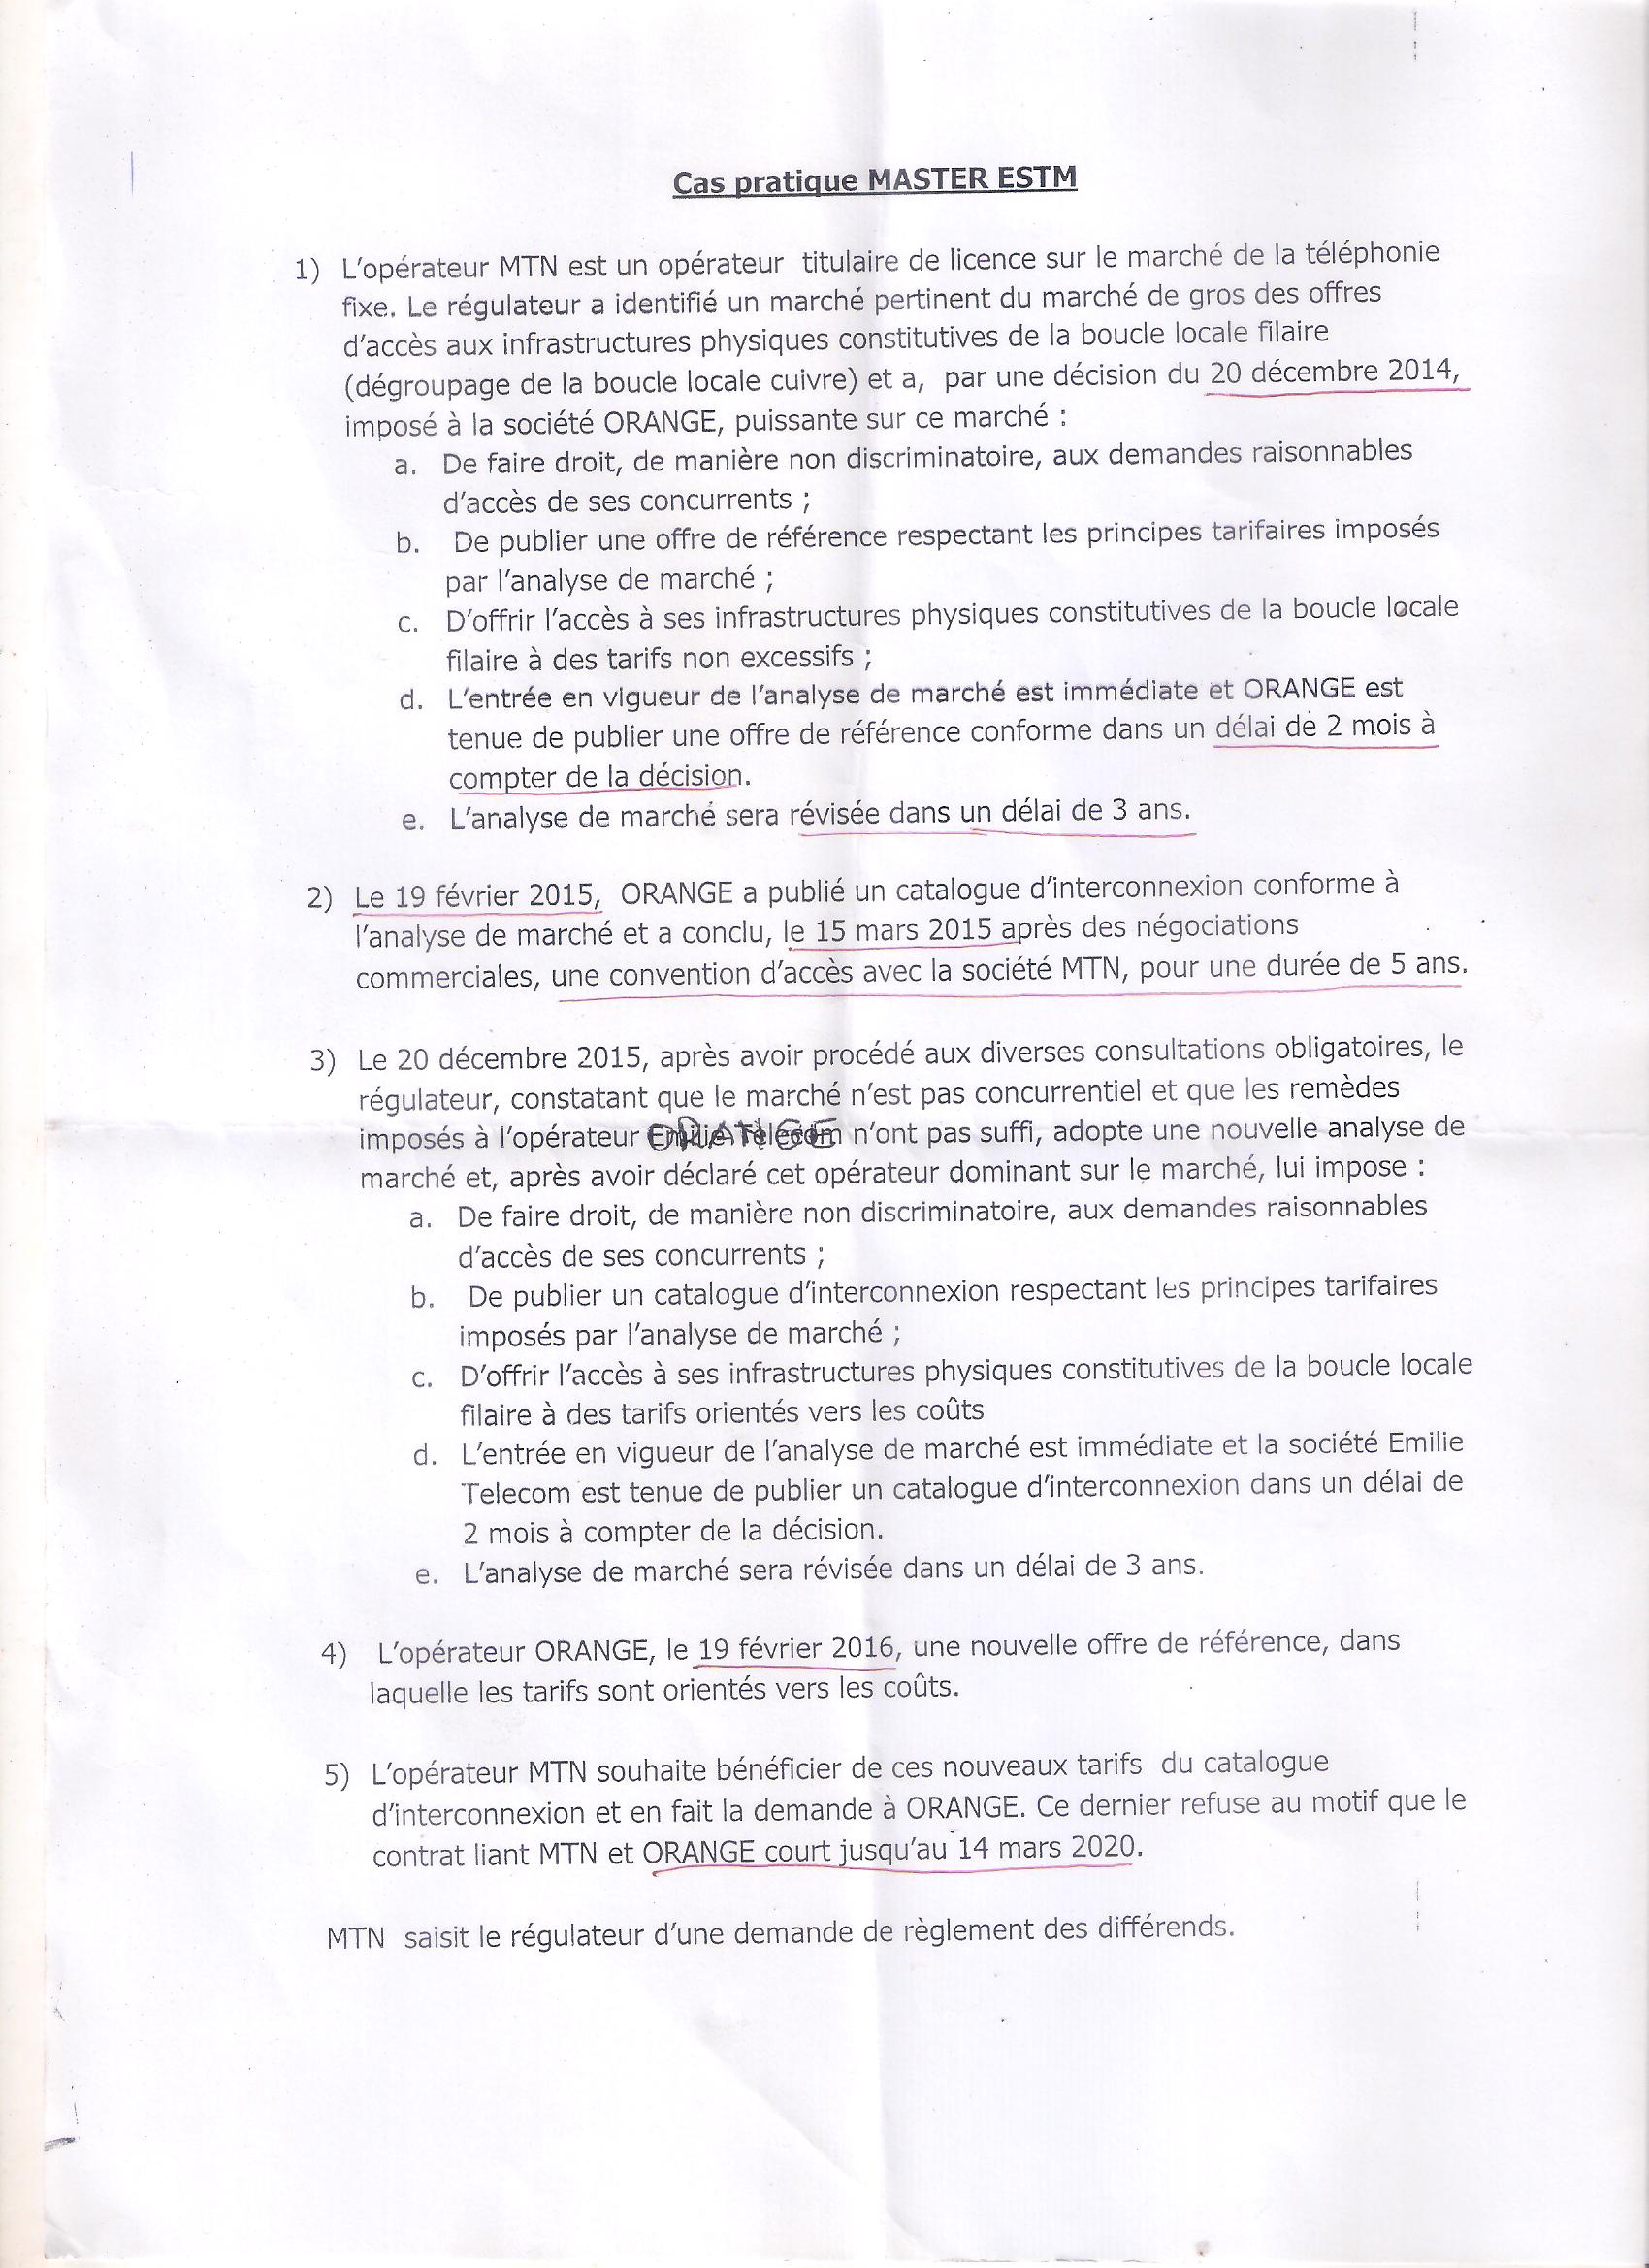 Cas pratique MASTER ESTM
1) L'opérateur MTN est un opérateur titulaire de licence sur le marché de la téléphonie
fixe. Le régulateur a identifié un marché pertinent du marché de gros des offres
d'accès aux infrastructures physiques constitutives de la boucle locale filaire
(dégroupage de la boucle locale cuivre) et a, par une décision du 20 décembre 2014,
imposé à la société ORANGE, puissante sur ce marché :
a. De faire droit, de manière non discriminatoire, aux demandes raisonnables
d'accès de ses concurrents ;
b. De publier une offre de référence respectant les principes tarifaires imposés
par l'analyse de marché ;
c. D'offrir l'accès à ses infrastructures physiques constitutives de la boucle locale
filaire à des tarifs non excessifs ;
d. L'entrée en vigueur de l'analyse de marché est immédiate et ORANGE est
tenue de publier une offre de référence conforme dans un délai de 2 mois à
compter de la décision.
e. L'analyse de marché sera révisée dans un délai de 3 ans.
2) Le 19 février 2015, ORANGE a publié un catalogue d'interconnexion conforme à
l'analyse de marché et a conclu, le 15 mars 2015 après des négociations
commerciales, une convention d'accès avec la société MTN, pour une durée de 5 ans.
3) Le 20 décembre 2015, après avoir procédé aux diverses consultations obligatoires, le
régulateur, constatant que le marché n'est pas concurrentiel et que les remèdes
imposés à l'opérateur ORANGE n'ont pas suffi, adopte une nouvelle analyse de
marché et, après avoir déclaré cet opérateur dominant sur le marché, lui impose :
a. De faire droit, de manière non discriminatoire, aux demandes raisonnables
d'accès de ses concurrents ;
b. De publier un catalogue d'interconnexion respectant les principes tarifaires
imposés par l'analyse de marché ;
c. D'offrir l'accès à ses infrastructures physiques constitutives de la boucle locale
filaire à des tarifs orientés vers les coûts
d. L'entrée en vigueur de l'analyse de marché est immédiate et la société Emilie
Telecom est tenue de publier un catalogue d'interconnexion dans un délai de
2 mois à compter de la décision.
e. L'analyse de marché sera révisée dans un délai de 3 ans.
4) L'opérateur ORANGE, le 19 février 2016, une nouvelle offre de référence, dans
laquelle les tarifs sont orientés vers les coûts.
5) L'opérateur MTN souhaite bénéficier de ces nouveaux tarifs du catalogue
d'interconnexion et en fait la demande à ORANGE. Ce dernier refuse au motif que le
contrat liant MTN et ORANGE court jusqu'au 14 mars 2020.
MTN saisit le régulateur d'une demande de règlement des différends.